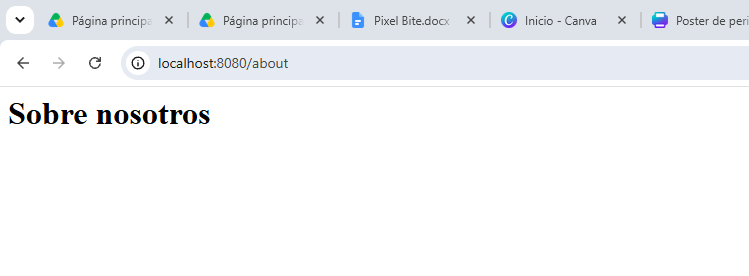 Página principa
Página principa
Pixel Bite.docx
Inicio - Canva
Poster de peri
localhost:8080/about
Sobre nosotros